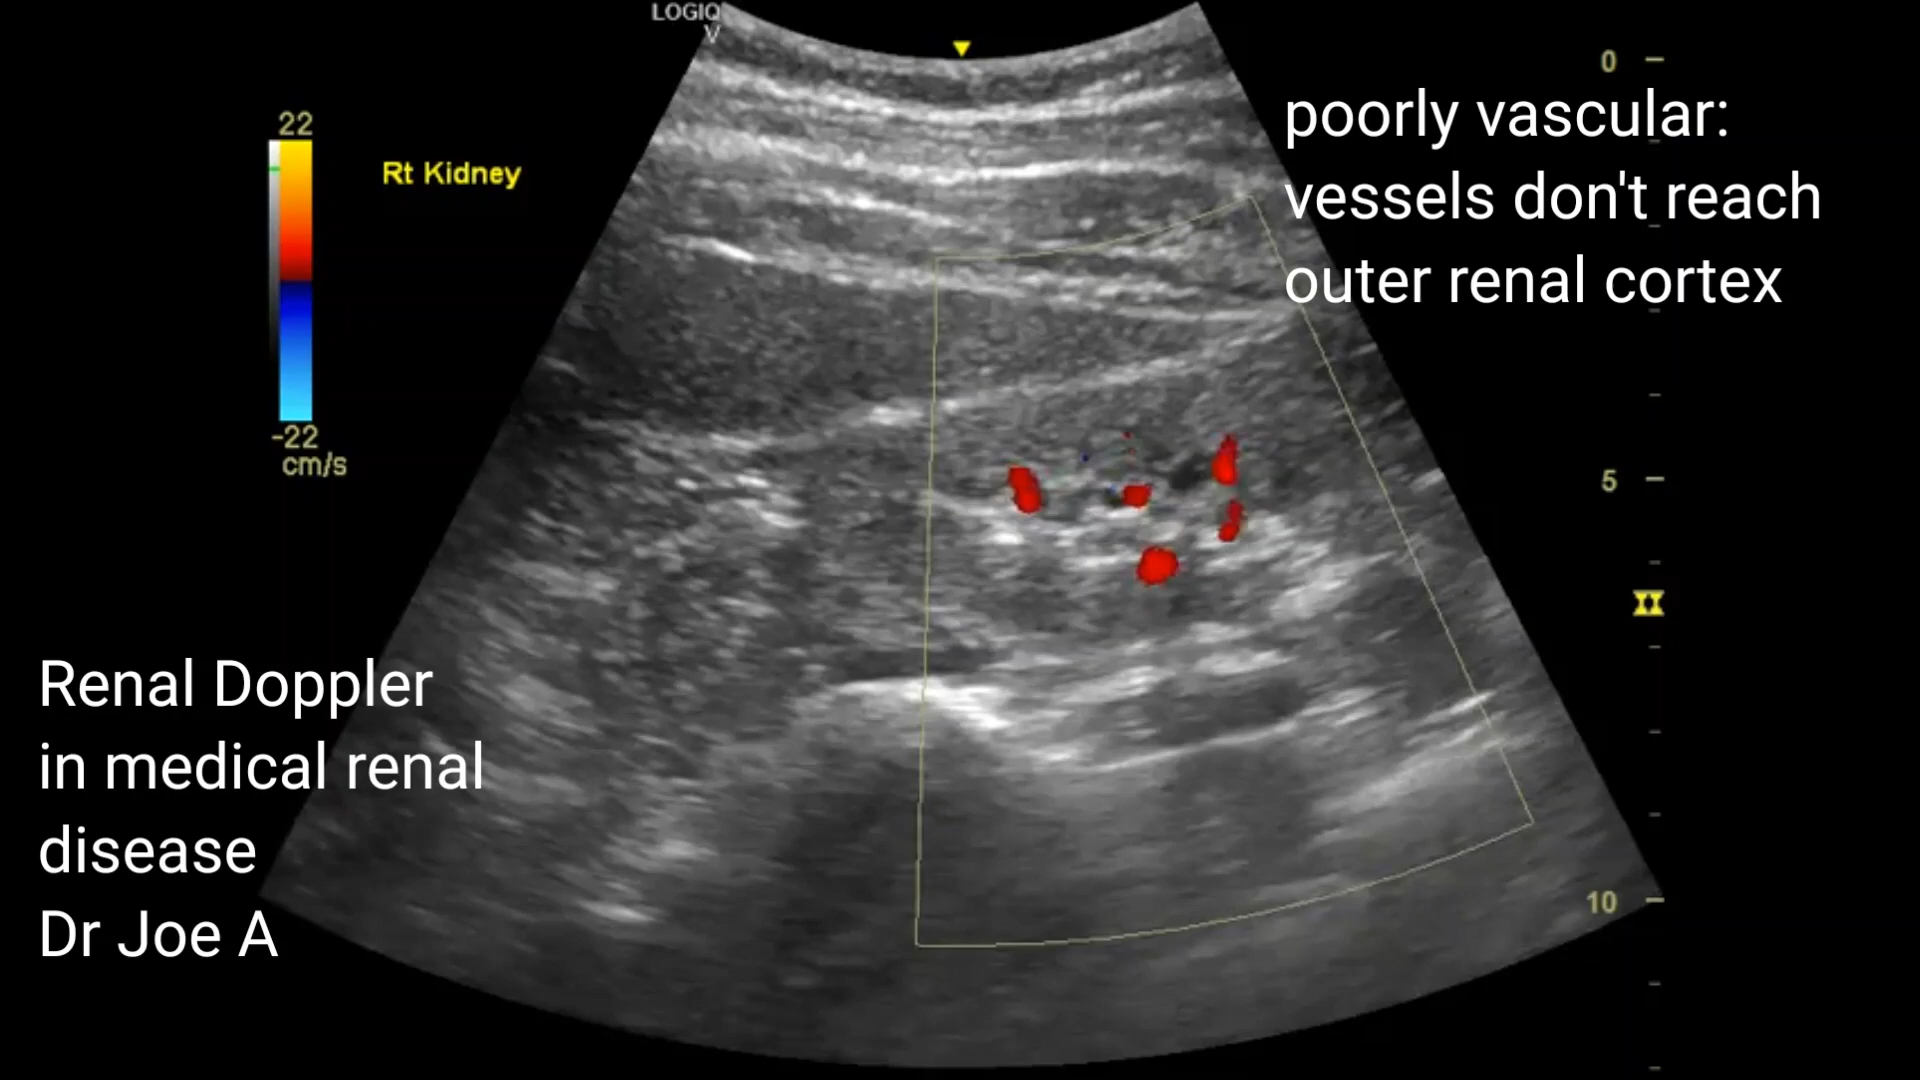 LOGIQ
V
22
Rt Kidney
-22
cm/s
0
poorly vascular:
vessels don't reach
outer renal cortex
5
10
Renal Doppler
in medical renal
disease
Dr Joe A